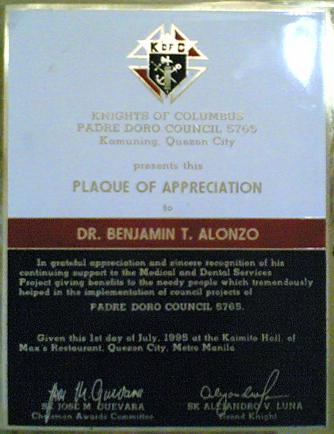 K OF C
KNIGHTS OF COLUMBUS
PADRE DORO COUNCIL 5765
Kamuning, Quezon City
presents this
PLAQUE OF APPRECIATION
to
DR. BENJAMIN T. ALONZO
In grateful appreciation and sincere recognition of his
continuing support to the Medical and Dental Services
Project giving benefits to the needy people which tremendously
helped in the implementation of council projects of
PADRE DORO COUNCIL 5765.
Given this 1st day of July, 1995 at the Kaimito Hall, of
Max's Restaurant, Quezon City, Metro Manila
SK JOSE M. GUEVARA
Chairman Awards Committee
SK ALEJANDRO V. LUNA
Grand Knight